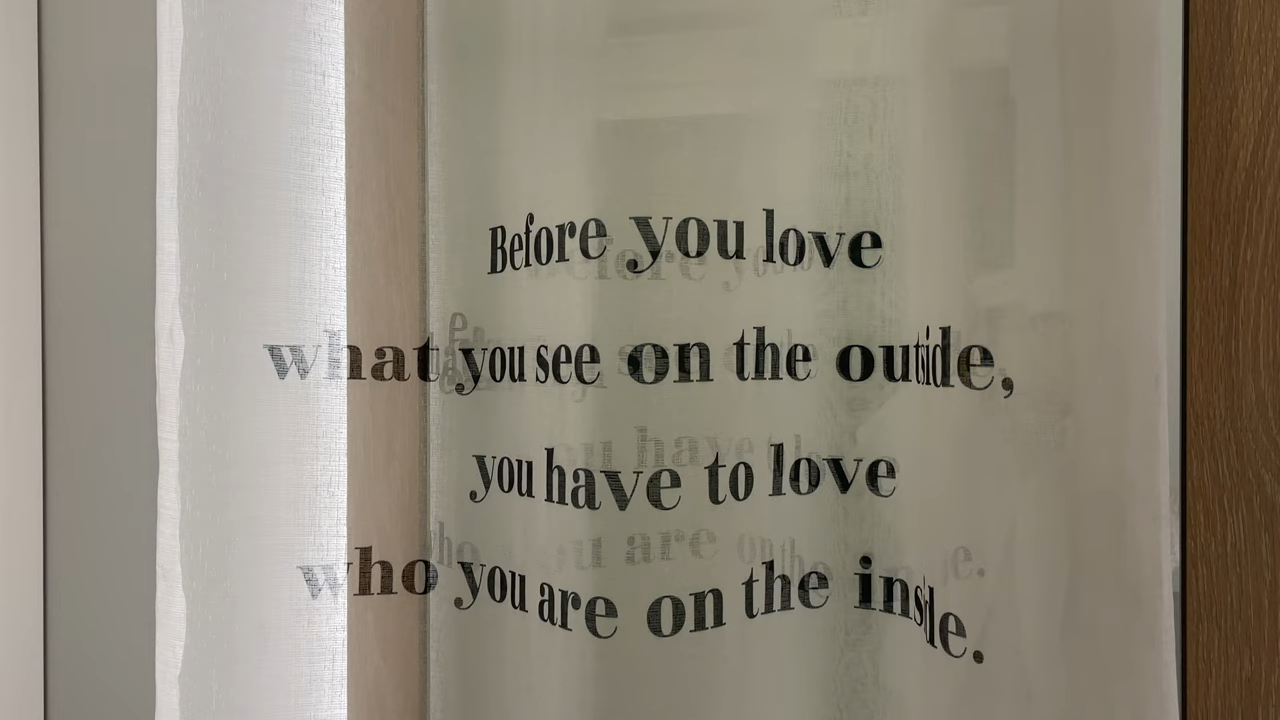 Before you love
what you see on the outside,
you have to love
who you are on the inside.